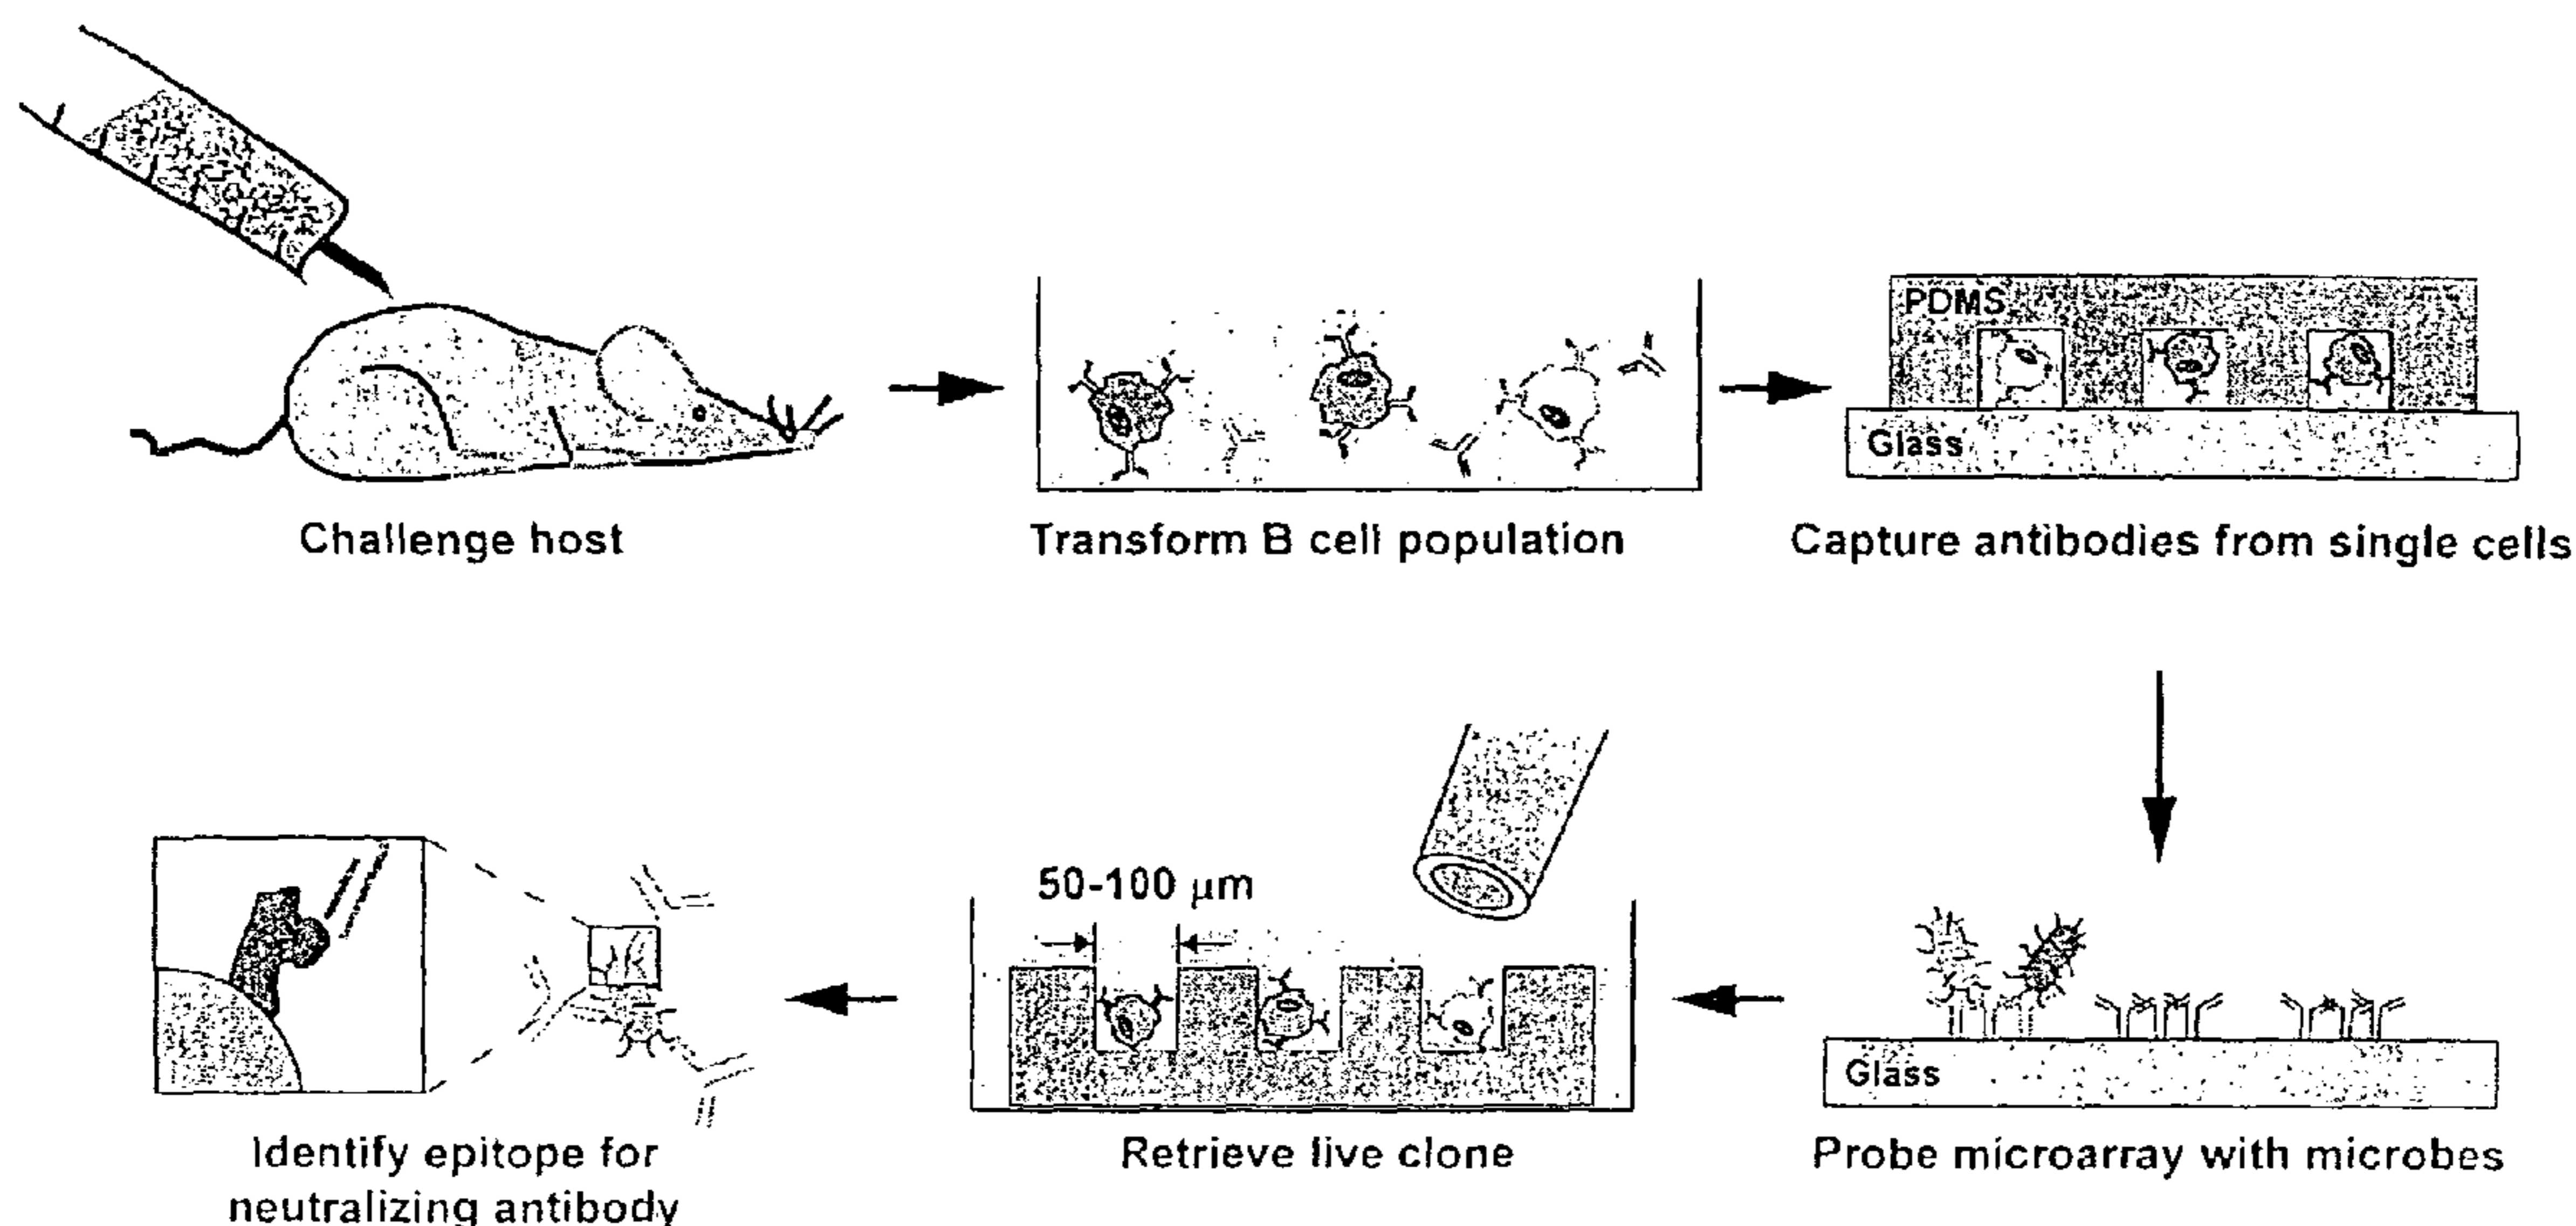 PDMS
Glass
Challenge host
Transform B cell population
Capture antibodies from single cells
50-100 μm
Glass
Identify epitope for
neutralizing antibody
Retrieve live clone
Probe microarray with microbes